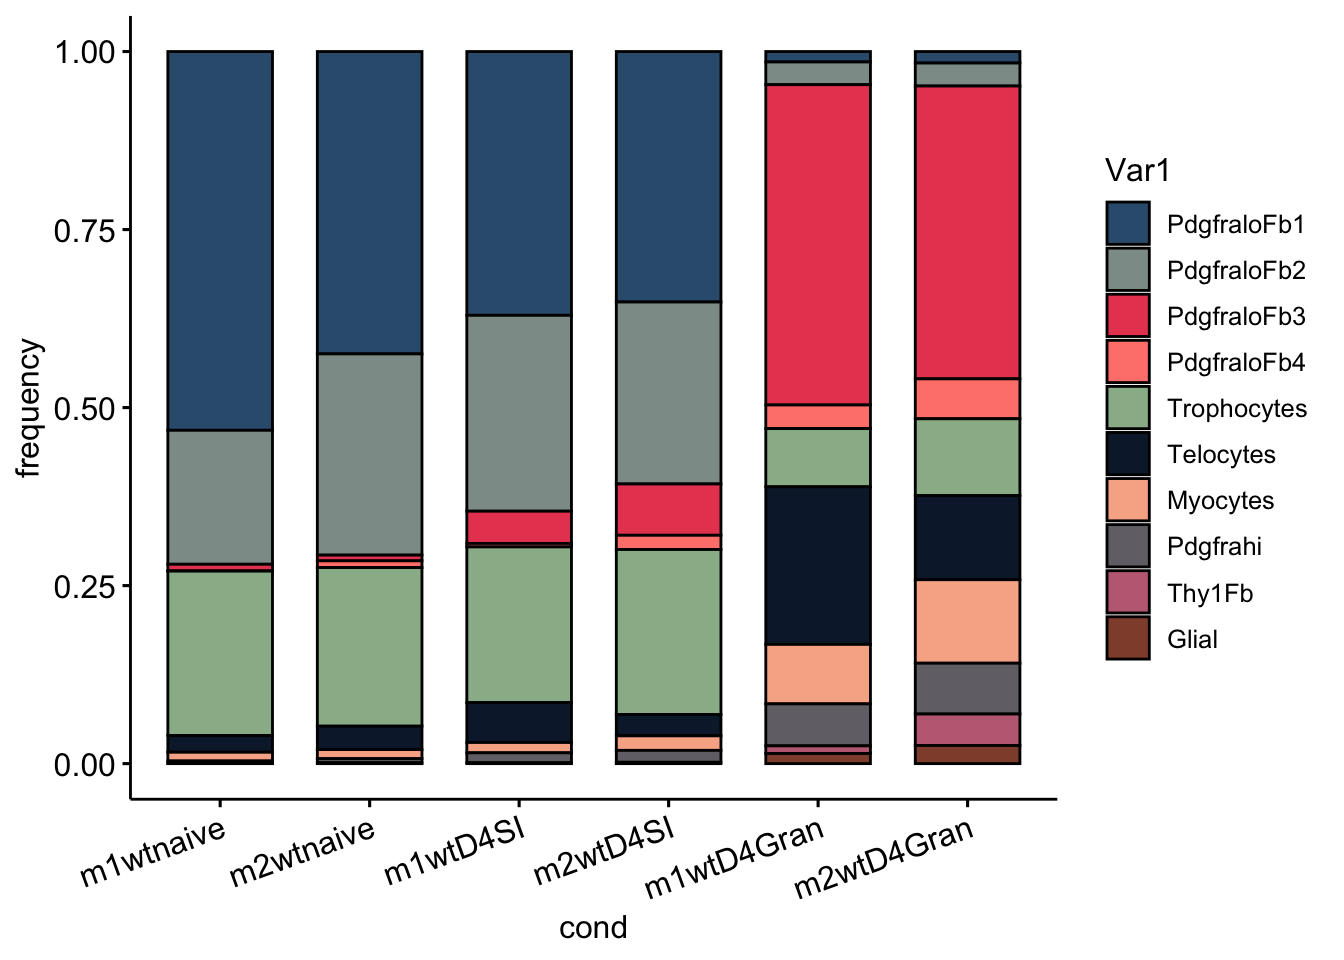 1.00
0.75
0.50
0.25
0.00
frequency
m1wtnaive
m2wtnaive
m1wtD4SI
m2wtD4SI
m1wtD4Gran
m2wtD4Gran
cond
Var1
PdgfraloFb1
PdgfraloFb2
PdgfraloFb3
PdgfraloFb4
Trophocytes
Telocytes
Myocytes
Pdgfrahi
Thy1Fb
Glial